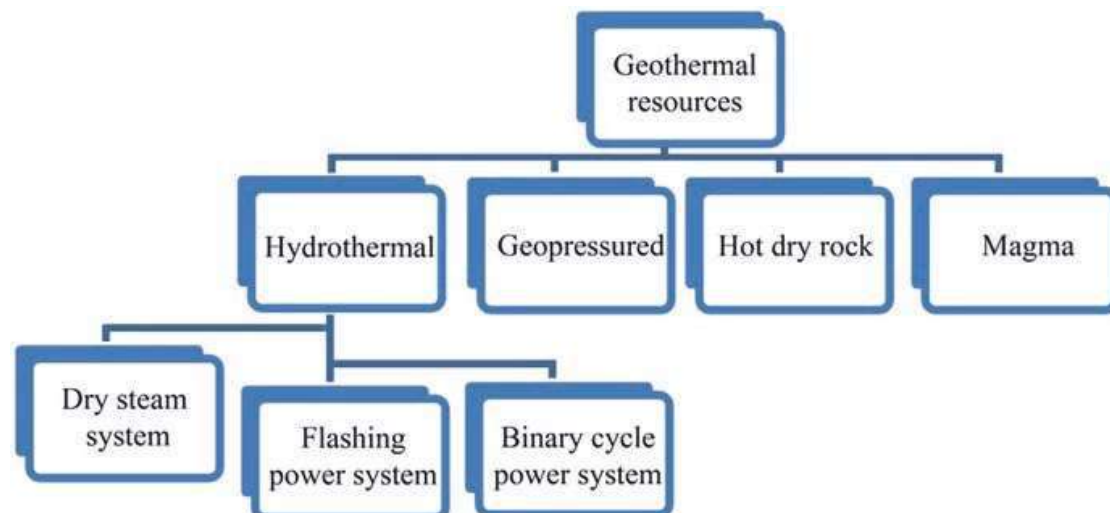 Geothermal
resources
Hydrothermal
Geopressured
Hot dry rock
Magma
Dry steam
system
Flashing
power system
Binary cycle
power system